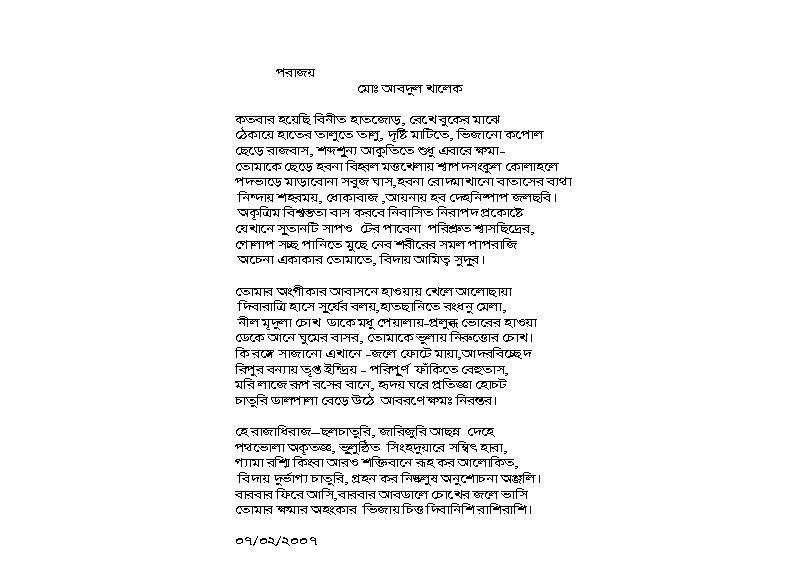 পরাজয়
মোঃ আবদুল খালেক
কতবার হয়েছি বিনীত হাতজোড়, রেখে বুকের মাঝে
ঠেকায়ে হাতের তালুতে তালু, দৃষ্টি মাটিতে, ভিজানো কপোল
ছেড়ে রাজবাস, শব্দশুন্য আকুতিতে শুধু এবারে ক্ষমা-
তোমাকে ছেড়ে হবনা বিহ্বল মত্তখেলায় শ্বাপদসংকুল কোলাহলে
পদভাড়ে মাড়াবোনা সবুজ ঘাস,হবনা রোদমাখানো বাতাসের ব্যথা
নিন্দায় শহরময়, ধোকাবাজ ,আয়নায় হব দেহনিষ্পাপ জলছবি।
অকৃত্রিম বিশ্বস্ততা বাস করবে নিবাসিত নিরাপদ প্রকোষ্টে
যেখানে সুতানটি সাপও টের পাবেনা পরিশ্রুত শ্বাসছিদ্রের,
গোলাপ সচ্ছ পানিতে মুছে নেব শরীরের সমল পাপরাজি
অচেনা একাকার তোমাতে, বিদায় আমিত্ব সুদুর।
তোমার অংগীকার আবাসনে হাওয়ায় খেলে আলোছায়া
দিবারাত্রি হাসে সুর্যের বলয়,হাতছানিতে রংধনু মেলা,
নীল মৃদুলা চোখ ডাকে মধু পেয়ালায়-প্রলুব্ধ ভোরের হাওয়া
ডেকে আনে ঘুমের বাসর, তোমাকে ভুলায় নিরুত্তোর চোখ।
কি রঙ্গে সাজানো এখানে -জলে ফোটে মায়া,আদরবিচ্ছেদ
রিপুর বন্যায় তৃপ্ত ইন্দ্রিয় - পরিপুর্ণ ফাঁকিতে বেহুতাস,
মরি লাজে রূপ রসের বানে, হৃদয় ঘরে প্রতিজ্ঞা হোচট
চাতুরি ডালপালা বেড়ে উঠে আবরণে ক্ষমঃ নিরন্তর।
হে রাজাধিরাজ–ছলচাতুরি, জারিজুরি আছন্ন দেহে
পথভোলা অকৃতজ্ঞ, ভুলুন্ঠিত সিংহদুয়ারে সম্বিৎ হারা,
গ্যামা রশ্মি কিংবা আরও শক্তিবানে রূহ কর আলোকিত,
বিদায় দুর্ভাগ্য চাতুরি, গ্রহন কর নিষ্কলুষ অনুশোচনা অঞ্জলি।
বারবার ফিরে আসি,বারবার আবডালে চোখের জলে ভাসি
তোমার ক্ষমার অহংকার ভিজায় চিত্ত দিবানিশি রাশিরাশি।
০৭/০২/২০০৭